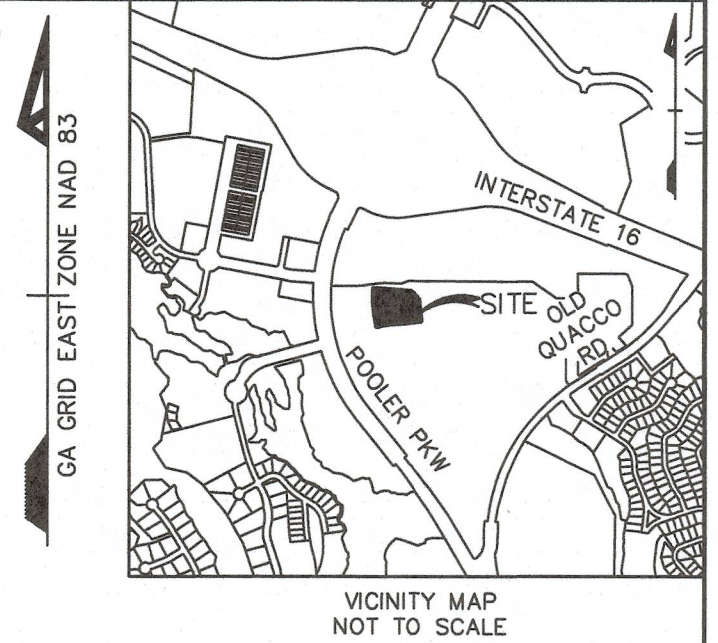 GA GRID EAST ZONE NAD 83
INTERSTATE 16
SITE
OLD
QUACCO
RD.
POOLER PKW
VICINITY MAP
NOT TO SCALE